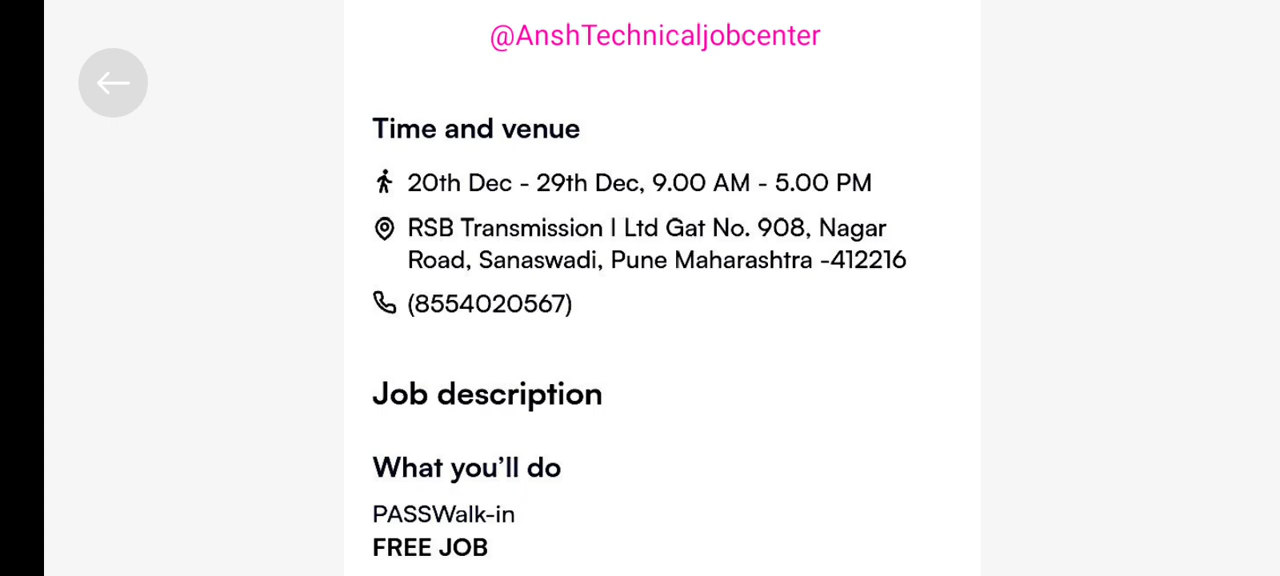 @AnshTechnicaljobcenter
Time and venue
20th Dec - 29th Dec, 9.00 AM - 5.00 PM
RSB Transmission I Ltd Gat No. 908, Nagar
Road, Sanaswadi, Pune Maharashtra -412216
(8554020567)
Job description
What you’ll do
PASSWalk-in
FREE JOB